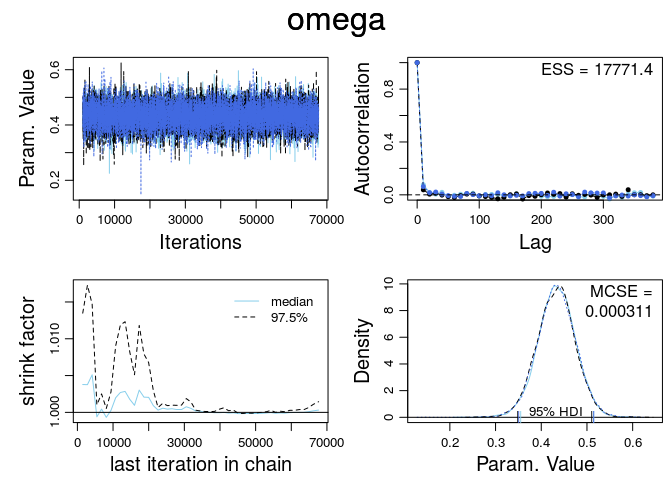 omega
Param. Value
0.2
0.4
0.6
0
10000
30000
50000
70000
Iterations
Autocorrelation
0.0
0.4
0.8
ESS = 17771.4
0
100
200
300
Lag
shrink factor
1.000
1.010
median
97.5%
0
10000
30000
50000
70000
last iteration in chain
Density
0
2
4
6
8
10
MCSE =
0.000311
95% HDI
0.2
0.3
0.4
0.5
0.6
Param. Value